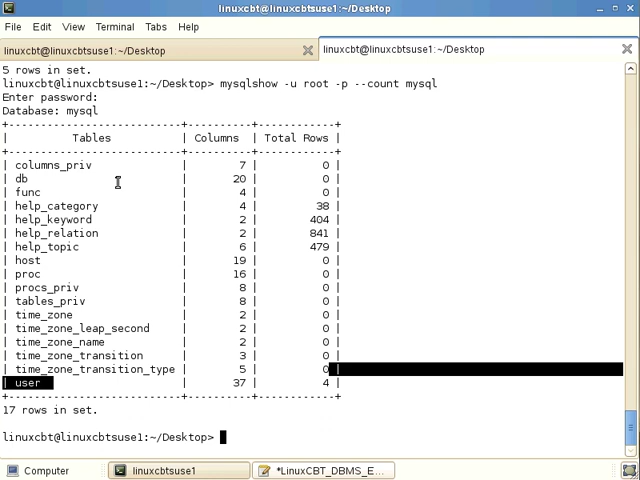 linuxcbt@linuxcbtsuse1:~/Desktop
File Edit View Terminal Tabs Help
linuxcbt@linuxcbtsuse1:~/Desktop linuxcbt@linuxcbtsuse1:~/Desktop
5 rows in set.
linuxcbt@linuxcbtsuse1:~/Desktop> mysqlshow -u root -p --count mysql
Enter password:
Database: mysql
+-----------------------+---------+------------+
| Tables | Columns | Total Rows |
+-----------------------+---------+------------+
| columns_priv | 7 | 0 |
| db | 20 | 0 |
| func | 4 | 0 |
| help_category | 4 | 38 |
| help_keyword | 2 | 404 |
| help_relation | 2 | 841 |
| help_topic | 6 | 479 |
| host | 19 | 0 |
| proc | 16 | 0 |
| procs_priv | 8 | 0 |
| tables_priv | 8 | 0 |
| time_zone | 2 | 0 |
| time_zone_leap_second | 2 | 0 |
| time_zone_name | 2 | 0 |
| time_zone_transition | 3 | 0 |
| time_zone_transition_type | 5 | 0 |
| user | 37 | 4 |
+-----------------------+---------+------------+
17 rows in set.
linuxcbt@linuxcbtsuse1:~/Desktop>
Computer linuxcbtsuse1 *LinuxCBT_DBMS_E...